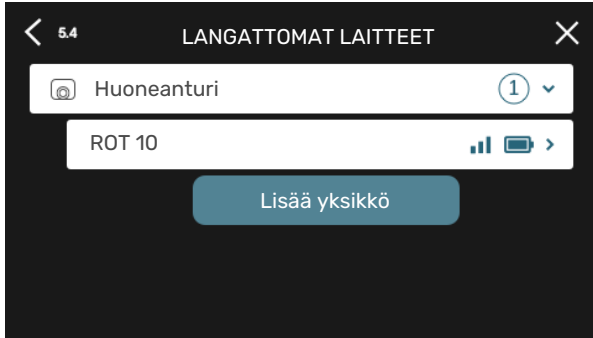 5.4
LANGATTOMAT LAITTEET
Huoneanturi 1
ROT 10
Lisää yksikkö